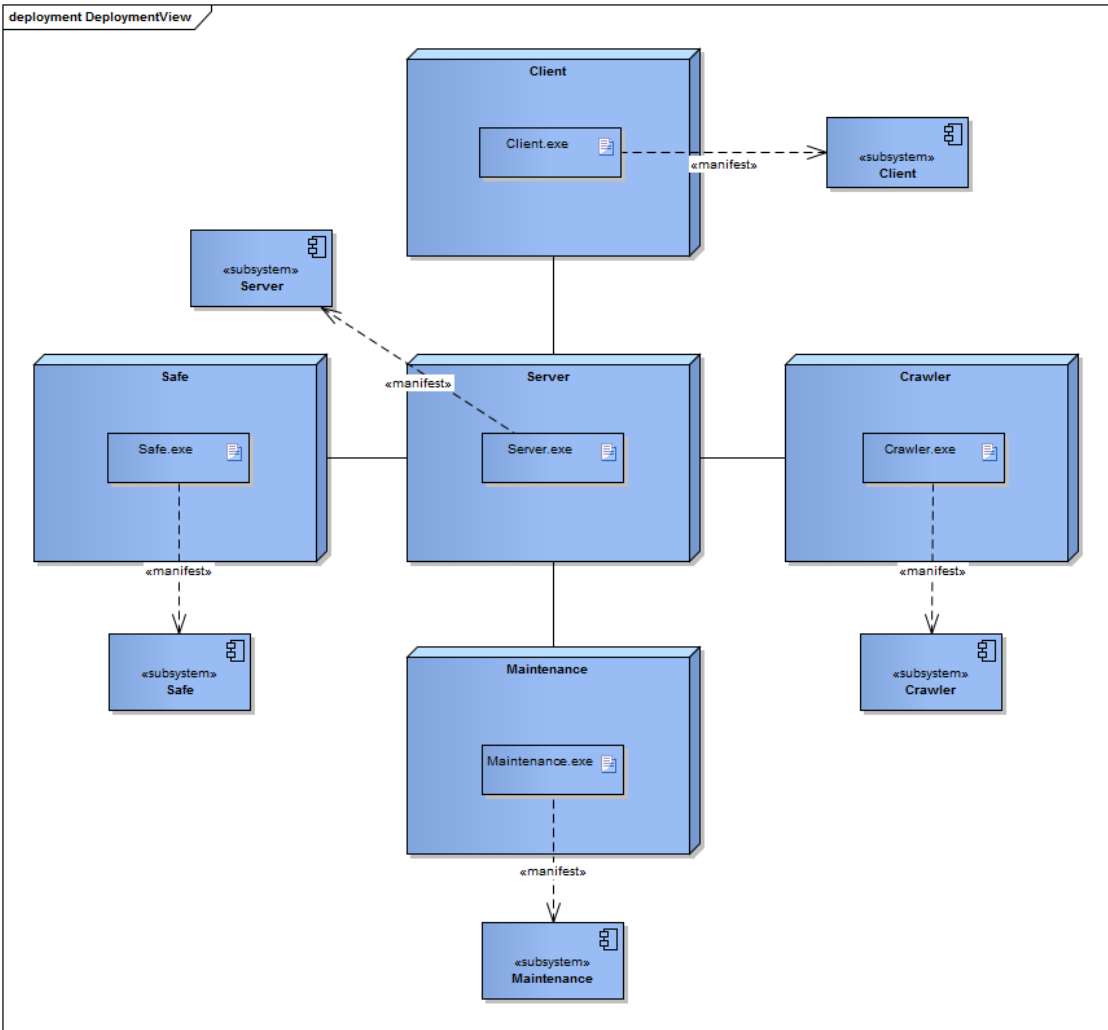 deployment DeploymentView
Client
Client.exe
«manifest»
«subsystem»
Client
«subsystem»
Server
«manifest»
Safe
Safe.exe
«manifest»
«subsystem»
Safe
Server
Server.exe
Crawler
Crawler.exe
«manifest»
«subsystem»
Crawler
Maintenance
Maintenance.exe
«manifest»
«subsystem»
Maintenance